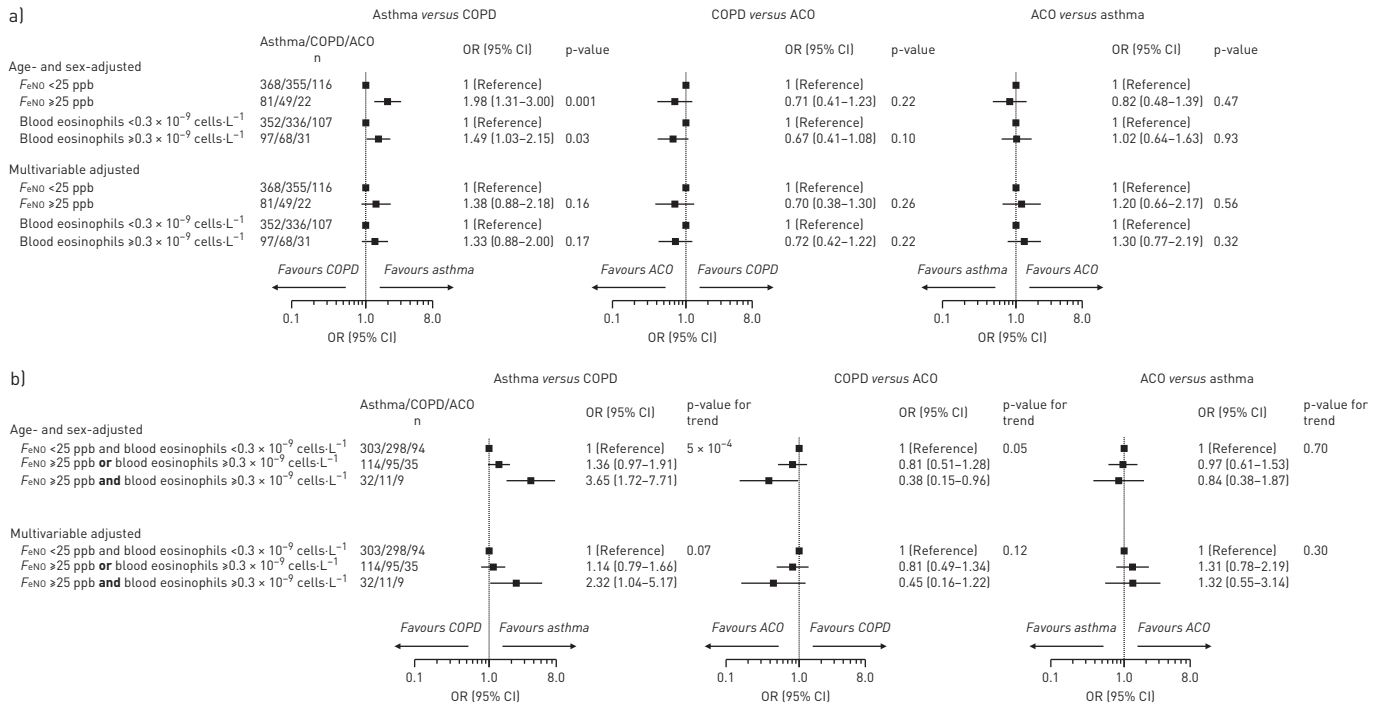 a)
Asthma versus COPD COPD versus ACO ACO versus asthma
Asthma/COPD/ACO n OR (95% CI) p-value OR (95% CI) p-value OR (95% CI) p-value
Age- and sex-adjusted
FeNO <25 ppb 368/355/116 1 (Reference) 1 (Reference) 1 (Reference)
FeNO ⩾25 ppb 81/49/22 1.98 (1.31–3.00) 0.001 0.71 (0.41–1.23) 0.22 0.82 (0.48–1.39) 0.47
Blood eosinophils <0.3 × 10⁻⁹ cells·L⁻¹ 352/336/107 1 (Reference) 1 (Reference) 1 (Reference)
Blood eosinophils ⩾0.3 × 10⁻⁹ cells·L⁻¹ 97/68/31 1.49 (1.03–2.15) 0.03 0.67 (0.41–1.08) 0.10 1.02 (0.64–1.63) 0.93
Multivariable adjusted
FeNO <25 ppb 368/355/116 1 (Reference) 1 (Reference) 1 (Reference)
FeNO ⩾25 ppb 81/49/22 1.38 (0.88–2.18) 0.16 0.70 (0.38–1.30) 0.26 1.20 (0.66–2.17) 0.56
Blood eosinophils <0.3 × 10⁻⁹ cells·L⁻¹ 352/336/107 1 (Reference) 1 (Reference) 1 (Reference)
Blood eosinophils ⩾0.3 × 10⁻⁹ cells·L⁻¹ 97/68/31 1.33 (0.88–2.00) 0.17 0.72 (0.42–1.22) 0.22 1.30 (0.77–2.19) 0.32
Favours COPD Favours asthma Favours ACO Favours COPD Favours asthma Favours ACO
0.1 1.0 8.0 0.1 1.0 8.0 0.1 1.0 8.0
OR (95% CI) OR (95% CI) OR (95% CI)
b)
Asthma versus COPD COPD versus ACO ACO versus asthma
Asthma/COPD/ACO n OR (95% CI) p-value for trend OR (95% CI) p-value for trend OR (95% CI) p-value for trend
Age- and sex-adjusted
FeNO <25 ppb and blood eosinophils <0.3 × 10⁻⁹ cells·L⁻¹ 303/298/94 1 (Reference) 5 × 10⁻⁴ 1 (Reference) 0.05 1 (Reference) 0.70
FeNO ⩾25 ppb or blood eosinophils ⩾0.3 × 10⁻⁹ cells·L⁻¹ 114/95/35 1.36 (0.97–1.91) 0.81 (0.51–1.28) 0.97 (0.61–1.53)
FeNO ⩾25 ppb and blood eosinophils ⩾0.3 × 10⁻⁹ cells·L⁻¹ 32/11/9 3.65 (1.72–7.71) 0.38 (0.15–0.96) 0.84 (0.38–1.87)
Multivariable adjusted
FeNO <25 ppb and blood eosinophils <0.3 × 10⁻⁹ cells·L⁻¹ 303/298/94 1 (Reference) 0.07 1 (Reference) 0.12 1 (Reference) 0.30
FeNO ⩾25 ppb or blood eosinophils ⩾0.3 × 10⁻⁹ cells·L⁻¹ 114/95/35 1.14 (0.79–1.66) 0.81 (0.49–1.34) 1.31 (0.78–2.19)
FeNO ⩾25 ppb and blood eosinophils ⩾0.3 × 10⁻⁹ cells·L⁻¹ 32/11/9 2.32 (1.04–5.17) 0.45 (0.16–1.22) 1.32 (0.55–3.14)
Favours COPD Favours asthma Favours ACO Favours COPD Favours asthma Favours ACO
0.1 1.0 8.0 0.1 1.0 8.0 0.1 1.0 8.0
OR (95% CI) OR (95% CI) OR (95% CI)